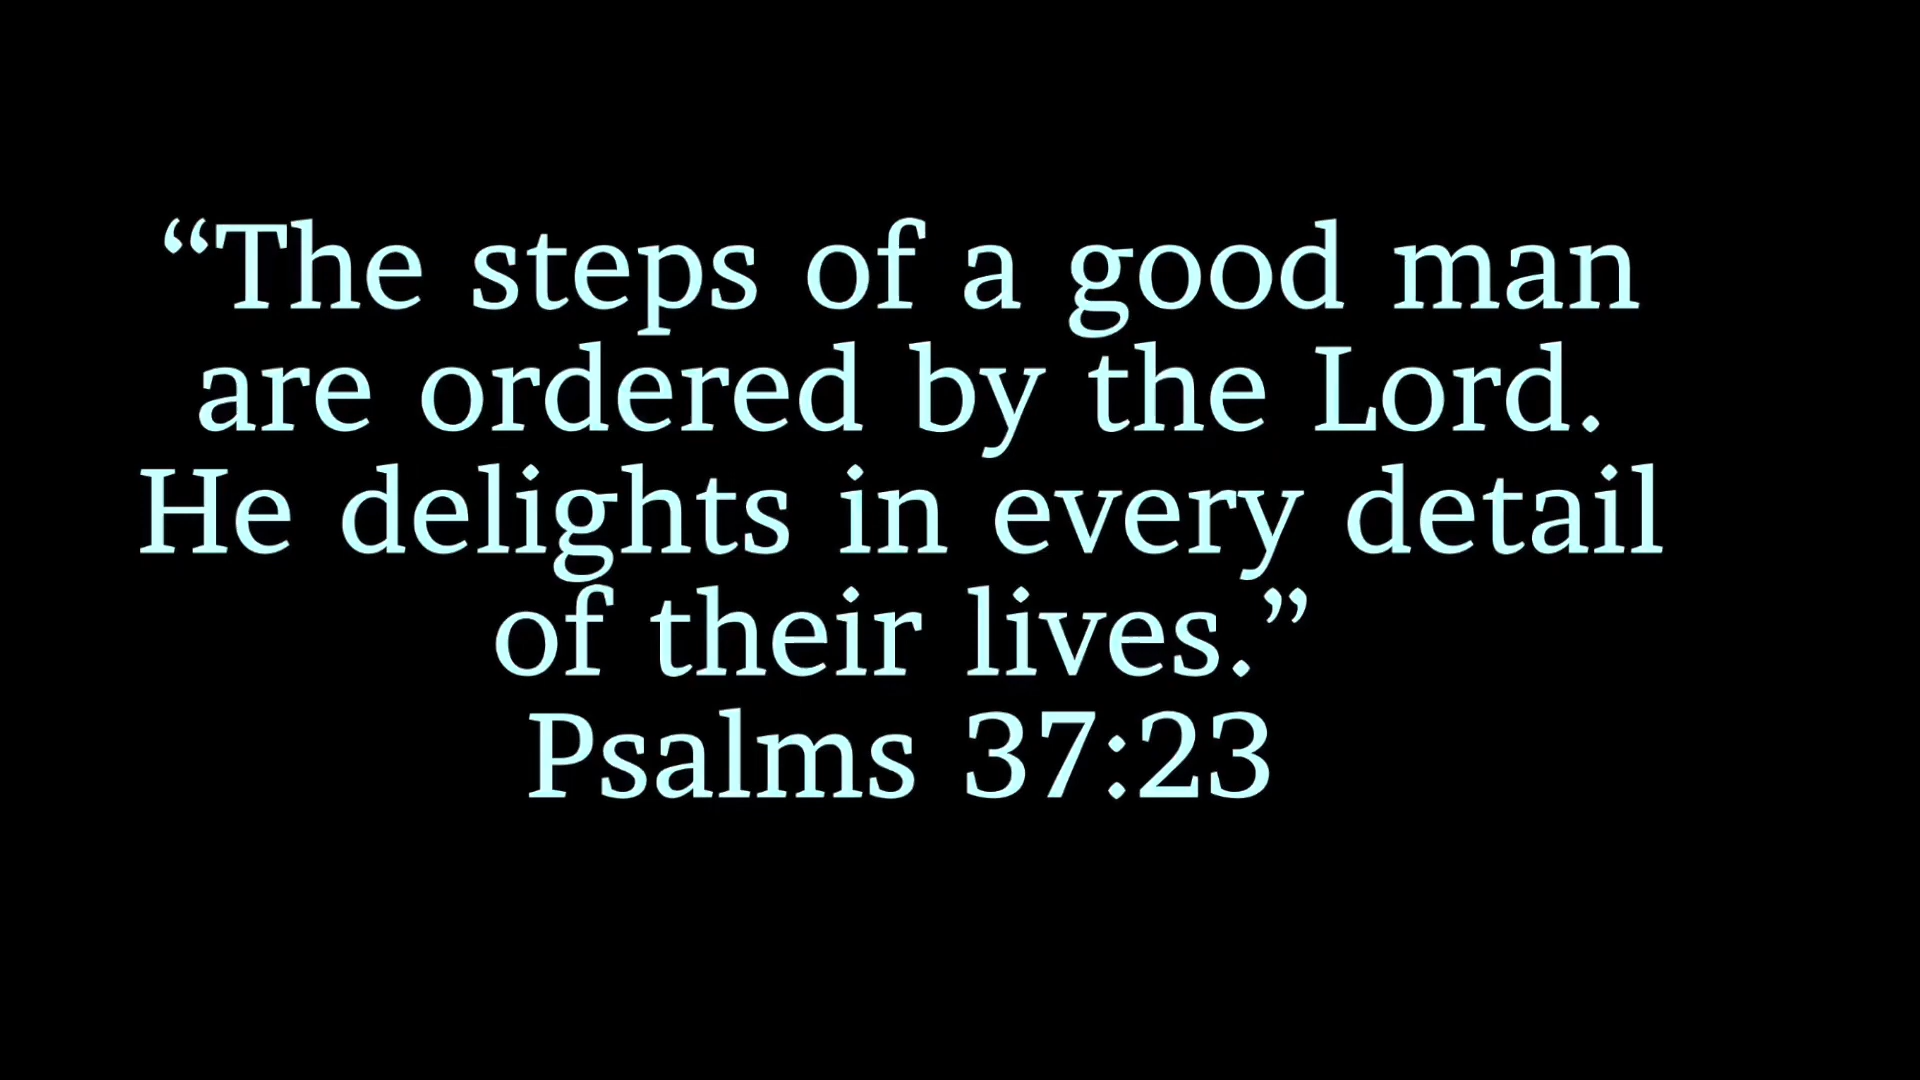 “The steps of a good man
are ordered by the Lord.
He delights in every detail
of their lives.”
Psalms 37:23